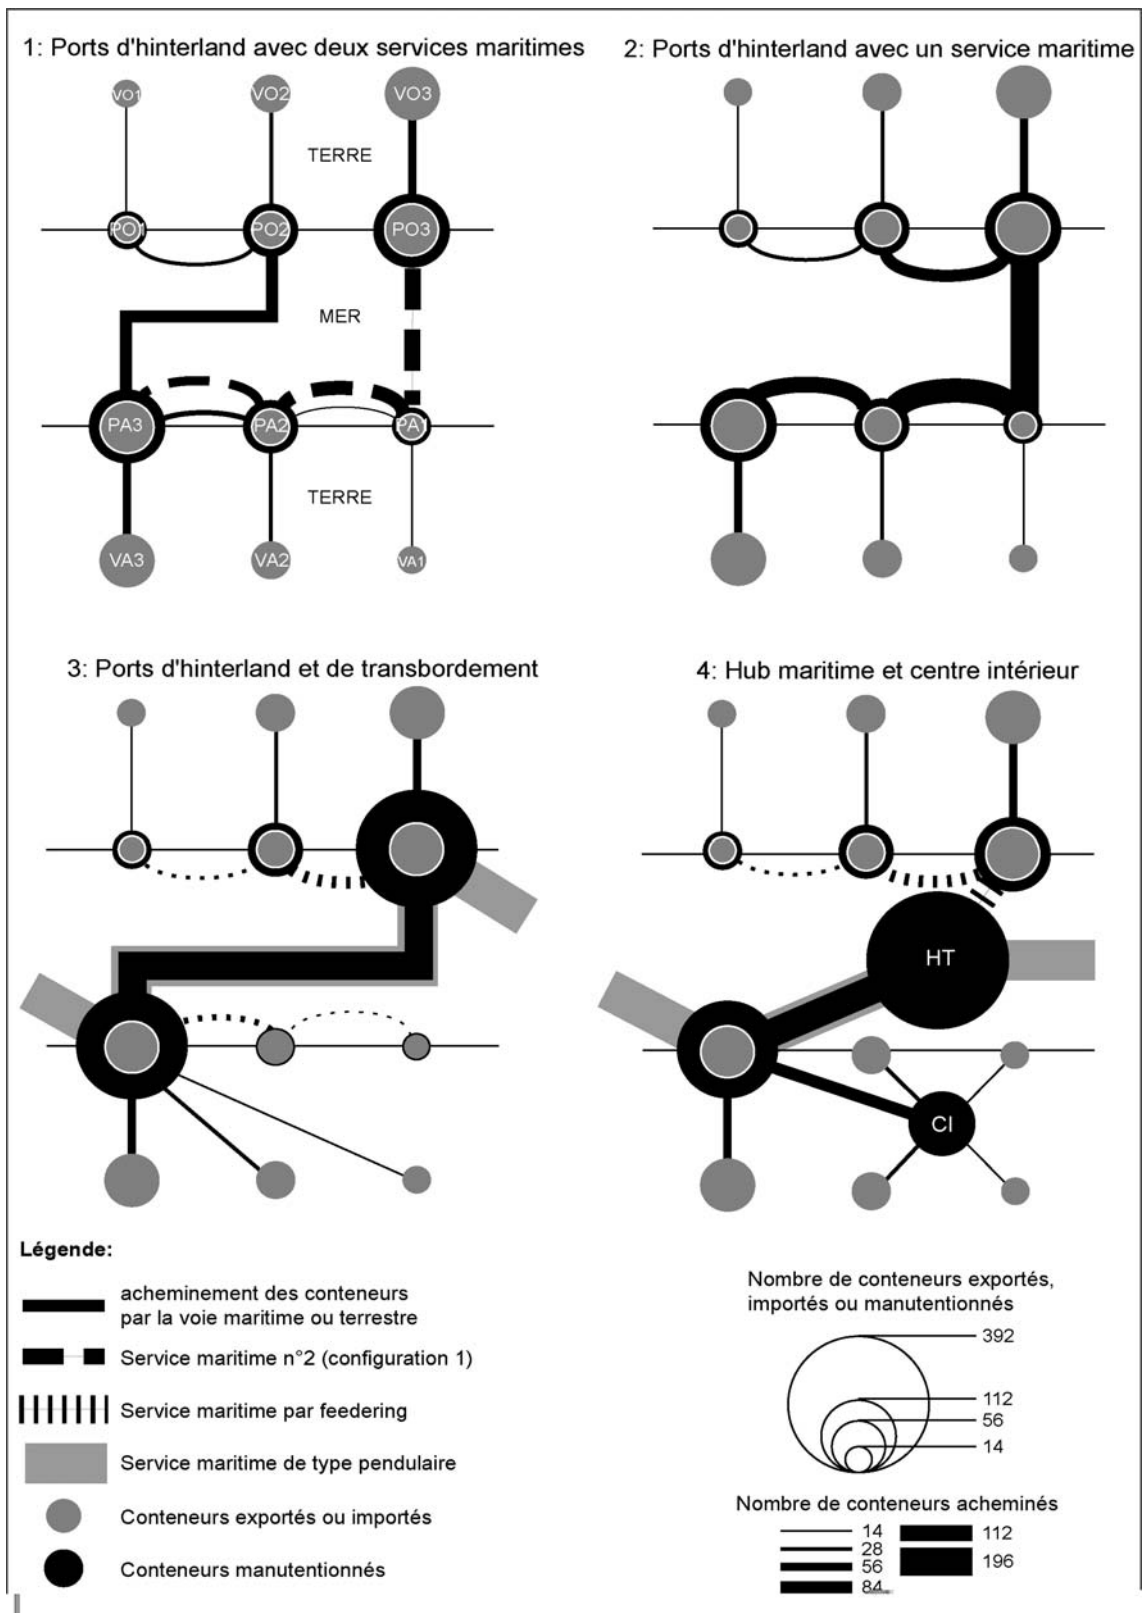 1: Ports d'hinterland avec deux services maritimes
2: Ports d'hinterland avec un service maritime
VO1
VO2
VO3
TERRE
PO1
PO2
PO3
MER
PA3
PA2
PA1
TERRE
VA3
VA2
VA1
3: Ports d'hinterland et de transbordement
4: Hub maritime et centre intérieur
HT
CI
Légende:
acheminement des conteneurs
par la voie maritime ou terrestre
Service maritime n°2 (configuration 1)
Service maritime par feedering
Service maritime de type pendulaire
Conteneurs exportés ou importés
Conteneurs manutentionnés
Nombre de conteneurs exportés,
importés ou manutentionnés
392
112
56
14
Nombre de conteneurs acheminés
14
28
56
84
112
196